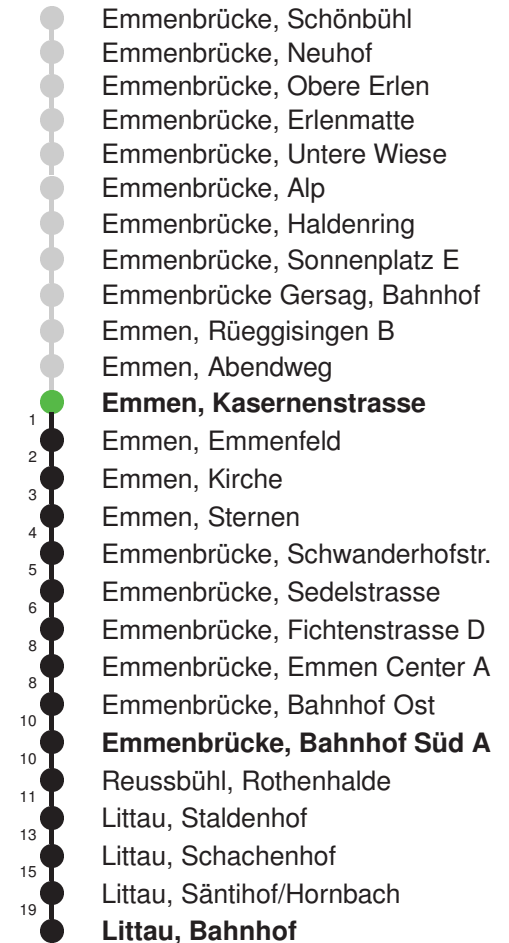 Emmenbrücke, Schönbühl
Emmenbrücke, Neuhof
Emmenbrücke, Obere Erlen
Emmenbrücke, Erlenmatte
Emmenbrücke, Untere Wiese
Emmenbrücke, Alp
Emmenbrücke, Haldenring
Emmenbrücke, Sonnenplatz E
Emmenbrücke Gersag, Bahnhof
Emmen, Rüeggisingen B
Emmen, Abendweg
Emmen, Kasernenstrasse
1
Emmen, Emmenfeld
2
Emmen, Kirche
3
Emmen, Sternen
4
Emmenbrücke, Schwanderhofstr.
5
Emmenbrücke, Sedelstrasse
6
Emmenbrücke, Fichtenstrasse D
8
Emmenbrücke, Emmen Center A
8
Emmenbrücke, Bahnhof Ost
10
Emmenbrücke, Bahnhof Süd A
10
Reussbühl, Rothenhalde
11
Littau, Staldenhof
13
Littau, Schachenhof
15
Littau, Säntihof/Hornbach
19
Littau, Bahnhof